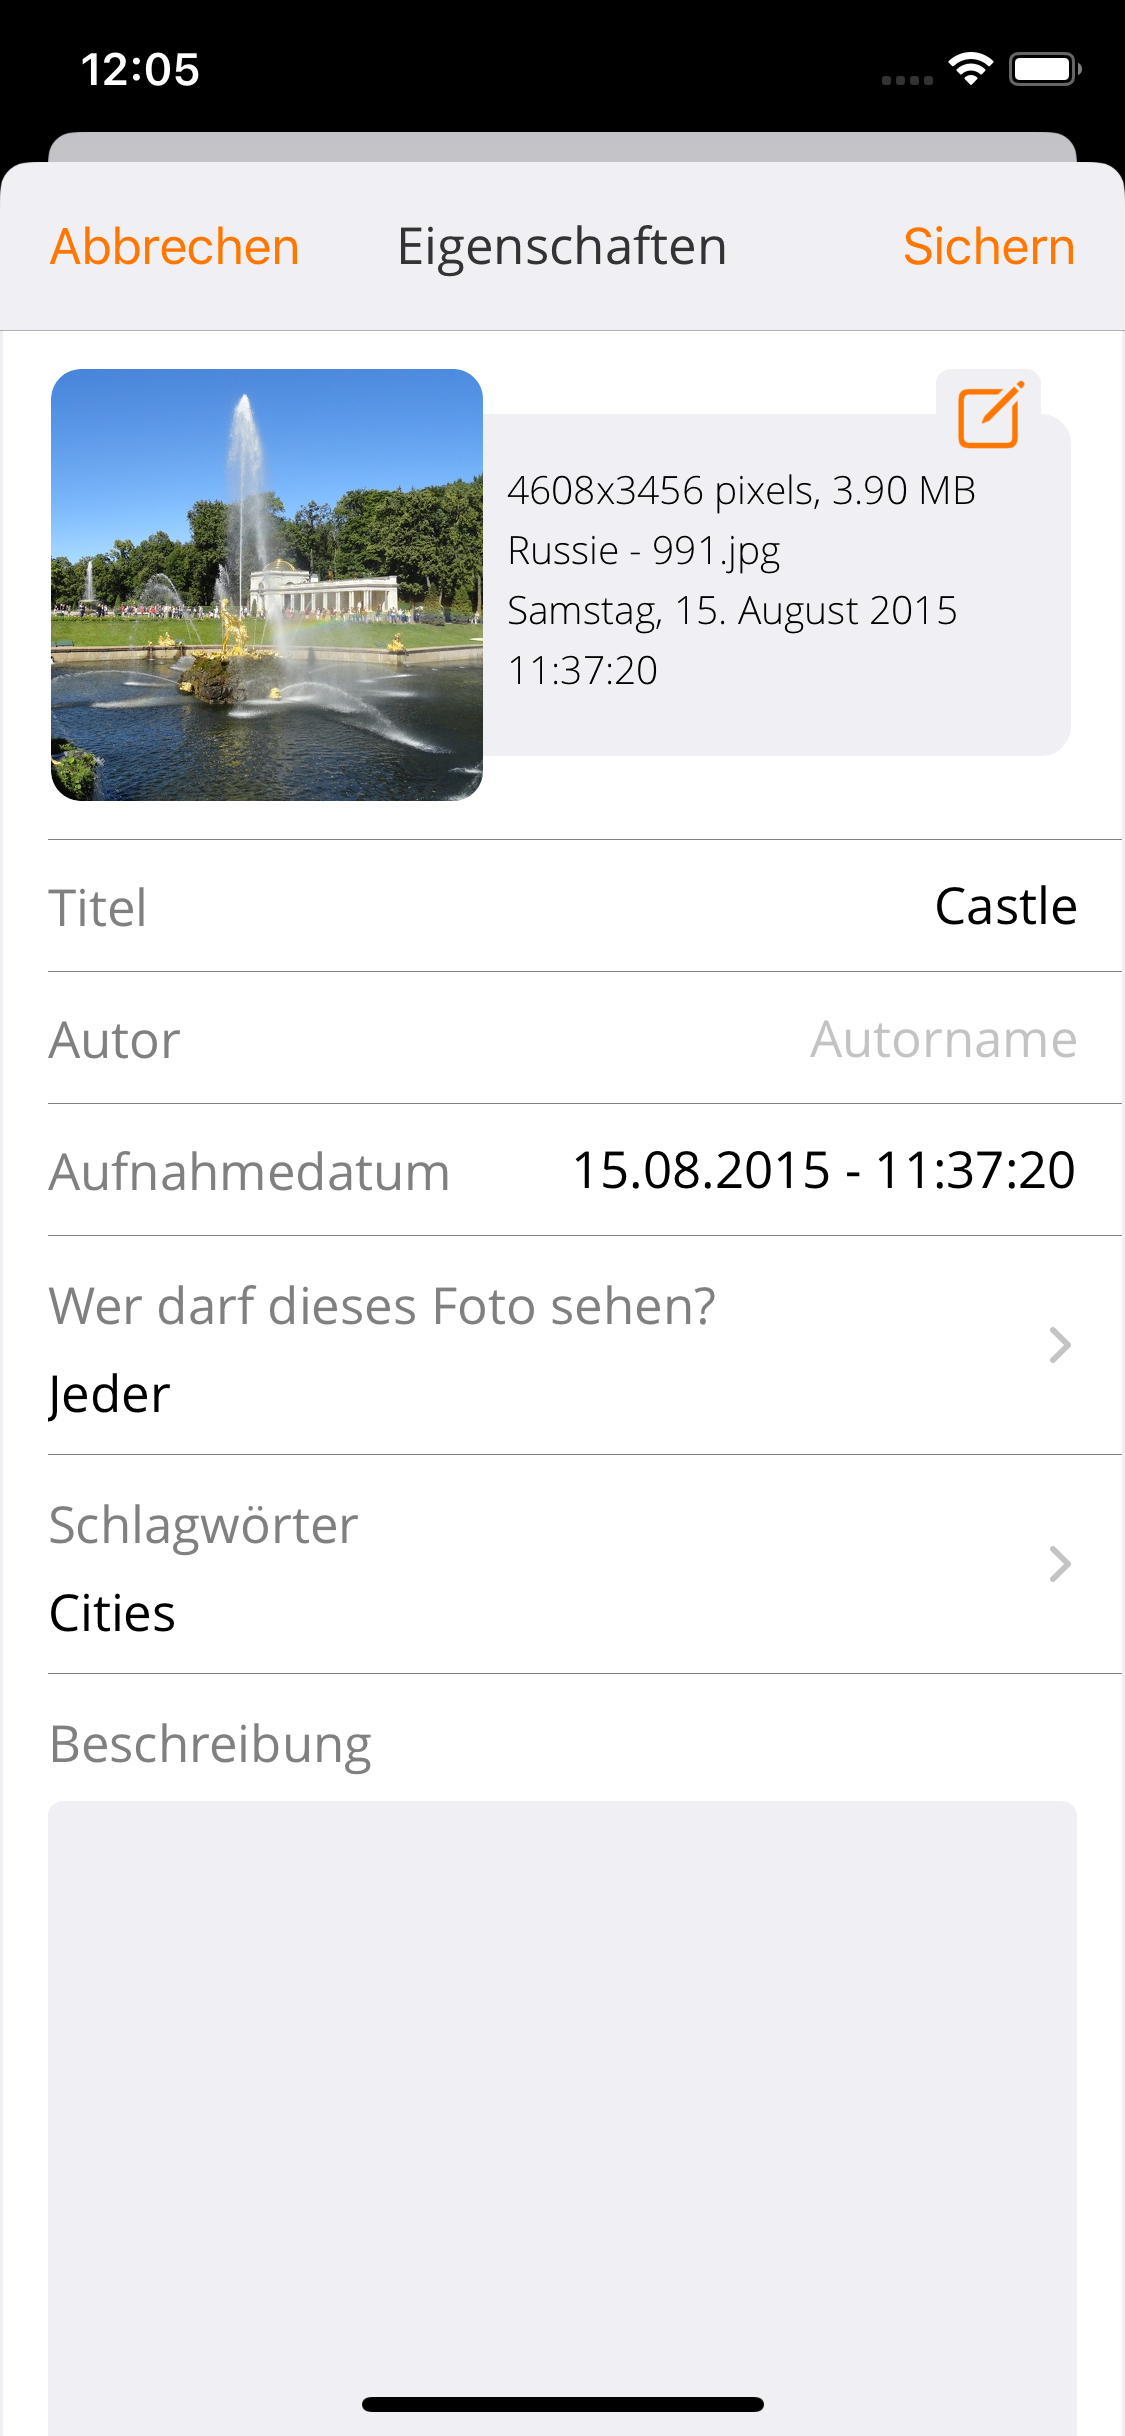 12:05
Abbrechen
Eigenschaften
Sichern
4608x3456 pixels, 3.90 MB
Russie - 991.jpg
Samstag, 15. August 2015
11:37:20
Titel
Castle
Autor
Autorname
Aufnahmedatum
15.08.2015 - 11:37:20
Wer darf dieses Foto sehen?
Jeder
Schlagwörter
Cities
Beschreibung